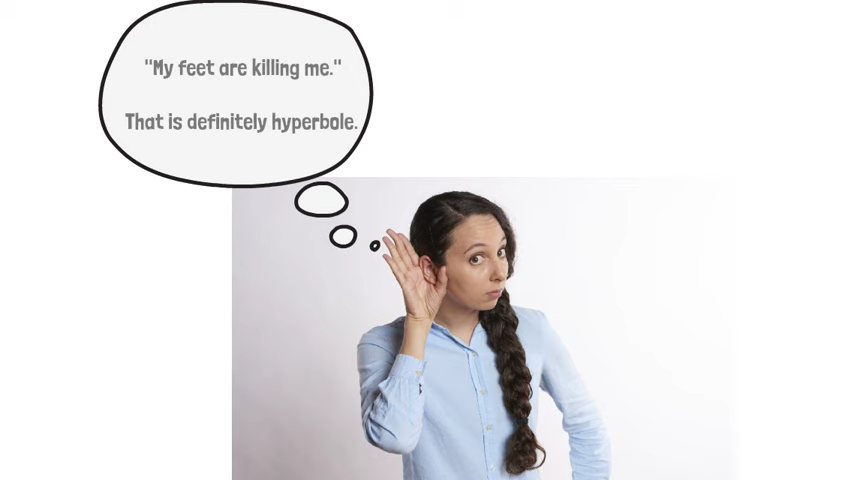 "My feet are killing me."
That is definitely hyperbole.